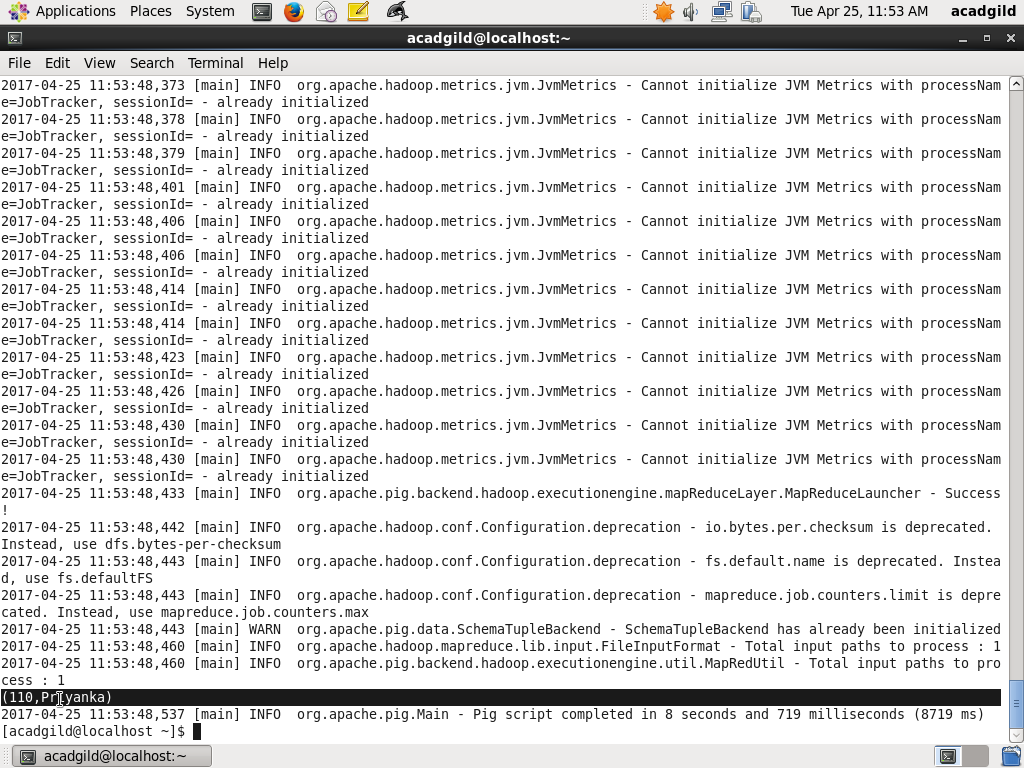 Applications Places System Tue Apr 25, 11:53 AM acadgild
acadgild@localhost:~
File Edit View Search Terminal Help
2017-04-25 11:53:48,373 [main] INFO  org.apache.hadoop.metrics.jvm.JvmMetrics - Cannot initialize JVM Metrics with processNam
e=JobTracker, sessionId= - already initialized
2017-04-25 11:53:48,378 [main] INFO  org.apache.hadoop.metrics.jvm.JvmMetrics - Cannot initialize JVM Metrics with processNam
e=JobTracker, sessionId= - already initialized
2017-04-25 11:53:48,379 [main] INFO  org.apache.hadoop.metrics.jvm.JvmMetrics - Cannot initialize JVM Metrics with processNam
e=JobTracker, sessionId= - already initialized
2017-04-25 11:53:48,401 [main] INFO  org.apache.hadoop.metrics.jvm.JvmMetrics - Cannot initialize JVM Metrics with processNam
e=JobTracker, sessionId= - already initialized
2017-04-25 11:53:48,406 [main] INFO  org.apache.hadoop.metrics.jvm.JvmMetrics - Cannot initialize JVM Metrics with processNam
e=JobTracker, sessionId= - already initialized
2017-04-25 11:53:48,406 [main] INFO  org.apache.hadoop.metrics.jvm.JvmMetrics - Cannot initialize JVM Metrics with processNam
e=JobTracker, sessionId= - already initialized
2017-04-25 11:53:48,414 [main] INFO  org.apache.hadoop.metrics.jvm.JvmMetrics - Cannot initialize JVM Metrics with processNam
e=JobTracker, sessionId= - already initialized
2017-04-25 11:53:48,414 [main] INFO  org.apache.hadoop.metrics.jvm.JvmMetrics - Cannot initialize JVM Metrics with processNam
e=JobTracker, sessionId= - already initialized
2017-04-25 11:53:48,423 [main] INFO  org.apache.hadoop.metrics.jvm.JvmMetrics - Cannot initialize JVM Metrics with processNam
e=JobTracker, sessionId= - already initialized
2017-04-25 11:53:48,426 [main] INFO  org.apache.hadoop.metrics.jvm.JvmMetrics - Cannot initialize JVM Metrics with processNam
e=JobTracker, sessionId= - already initialized
2017-04-25 11:53:48,430 [main] INFO  org.apache.hadoop.metrics.jvm.JvmMetrics - Cannot initialize JVM Metrics with processNam
e=JobTracker, sessionId= - already initialized
2017-04-25 11:53:48,430 [main] INFO  org.apache.hadoop.metrics.jvm.JvmMetrics - Cannot initialize JVM Metrics with processNam
e=JobTracker, sessionId= - already initialized
2017-04-25 11:53:48,433 [main] INFO  org.apache.pig.backend.hadoop.executionengine.mapReduceLayer.MapReduceLauncher - Success
!
2017-04-25 11:53:48,442 [main] INFO  org.apache.hadoop.conf.Configuration.deprecation - io.bytes.per.checksum is deprecated.
Instead, use dfs.bytes-per-checksum
2017-04-25 11:53:48,443 [main] INFO  org.apache.hadoop.conf.Configuration.deprecation - fs.default.name is deprecated. Instea
d, use fs.defaultFS
2017-04-25 11:53:48,443 [main] INFO  org.apache.hadoop.conf.Configuration.deprecation - mapreduce.job.counters.limit is depre
cated. Instead, use mapreduce.job.counters.max
2017-04-25 11:53:48,443 [main] WARN  org.apache.pig.data.SchemaTupleBackend - SchemaTupleBackend has already been initialized
2017-04-25 11:53:48,460 [main] INFO  org.apache.hadoop.mapreduce.lib.input.FileInputFormat - Total input paths to process : 1
2017-04-25 11:53:48,460 [main] INFO  org.apache.pig.backend.hadoop.executionengine.util.MapRedUtil - Total input paths to pro
cess : 1
(110,Priyanka)
2017-04-25 11:53:48,537 [main] INFO  org.apache.pig.Main - Pig script completed in 8 seconds and 719 milliseconds (8719 ms)
[acadgild@localhost ~]$
acadgild@localhost:~